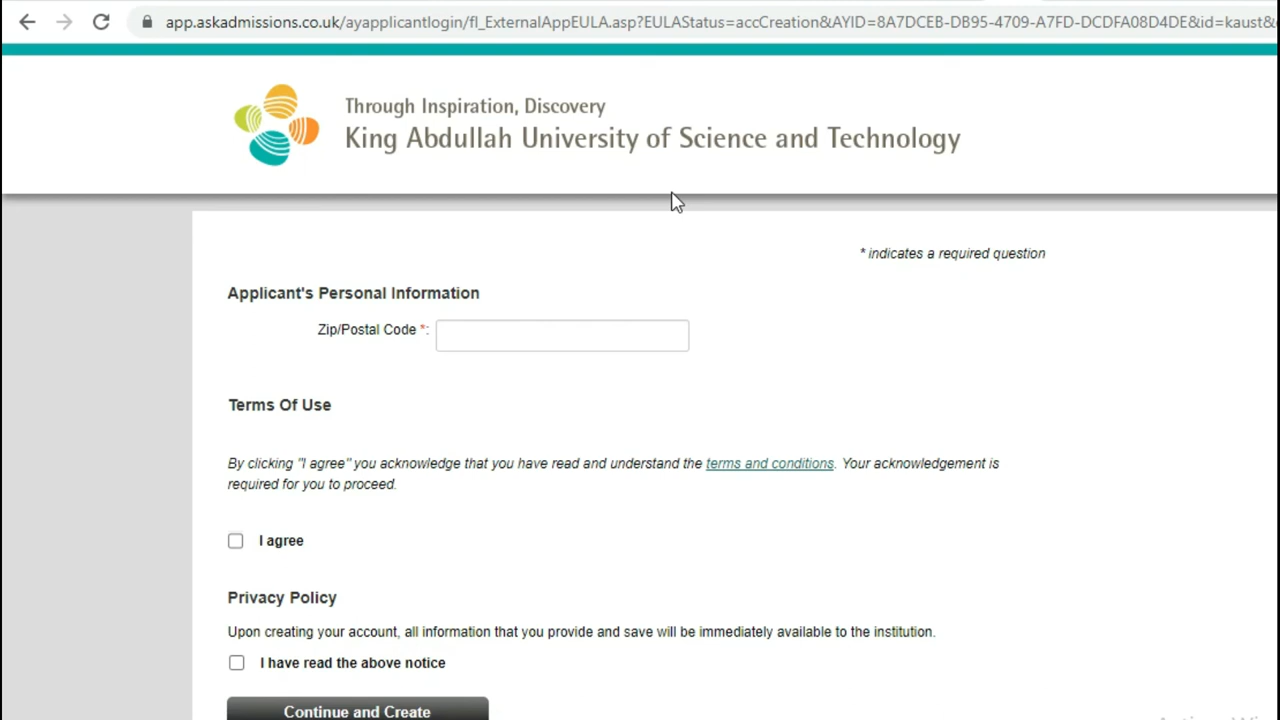 app.askadmissions.co.uk/ayapplicantlogin/fl_ExternalAppEULA.asp?EULAStatus=accCreation&AYID=8A7DCEB-DB95-4709-A7FD-DCDFA08D4DE&id=kaust&
Through Inspiration, Discovery
King Abdullah University of Science and Technology
* indicates a required question
Applicant's Personal Information
Zip/Postal Code *:
Terms Of Use
By clicking "I agree" you acknowledge that you have read and understand the terms and conditions. Your acknowledgement is
required for you to proceed.
I agree
Privacy Policy
Upon creating your account, all information that you provide and save will be immediately available to the institution.
I have read the above notice
Continue and Create